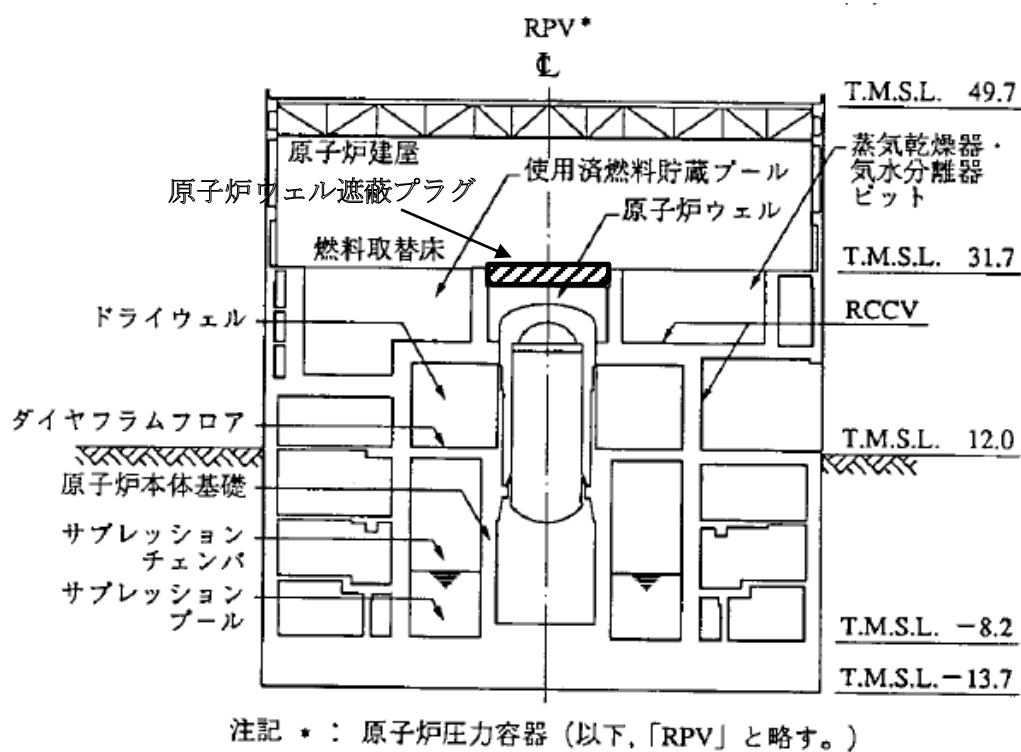 RPV*
℄
T.M.S.L. 49.7
原子炉建屋
蒸気乾燥器・
気水分離器
ピット
使用済燃料貯蔵プール
原子炉ウェル遮蔽プラグ
原子炉ウェル
燃料取替床
T.M.S.L. 31.7
ドライウェル
RCCV
ダイヤフラムフロア
T.M.S.L. 12.0
原子炉本体基礎
サプレッション
チェンバ
サプレッション
プール
T.M.S.L. −8.2
T.M.S.L.−13.7
注記 * : 原子炉圧力容器 (以下,「RPV」と略す。)